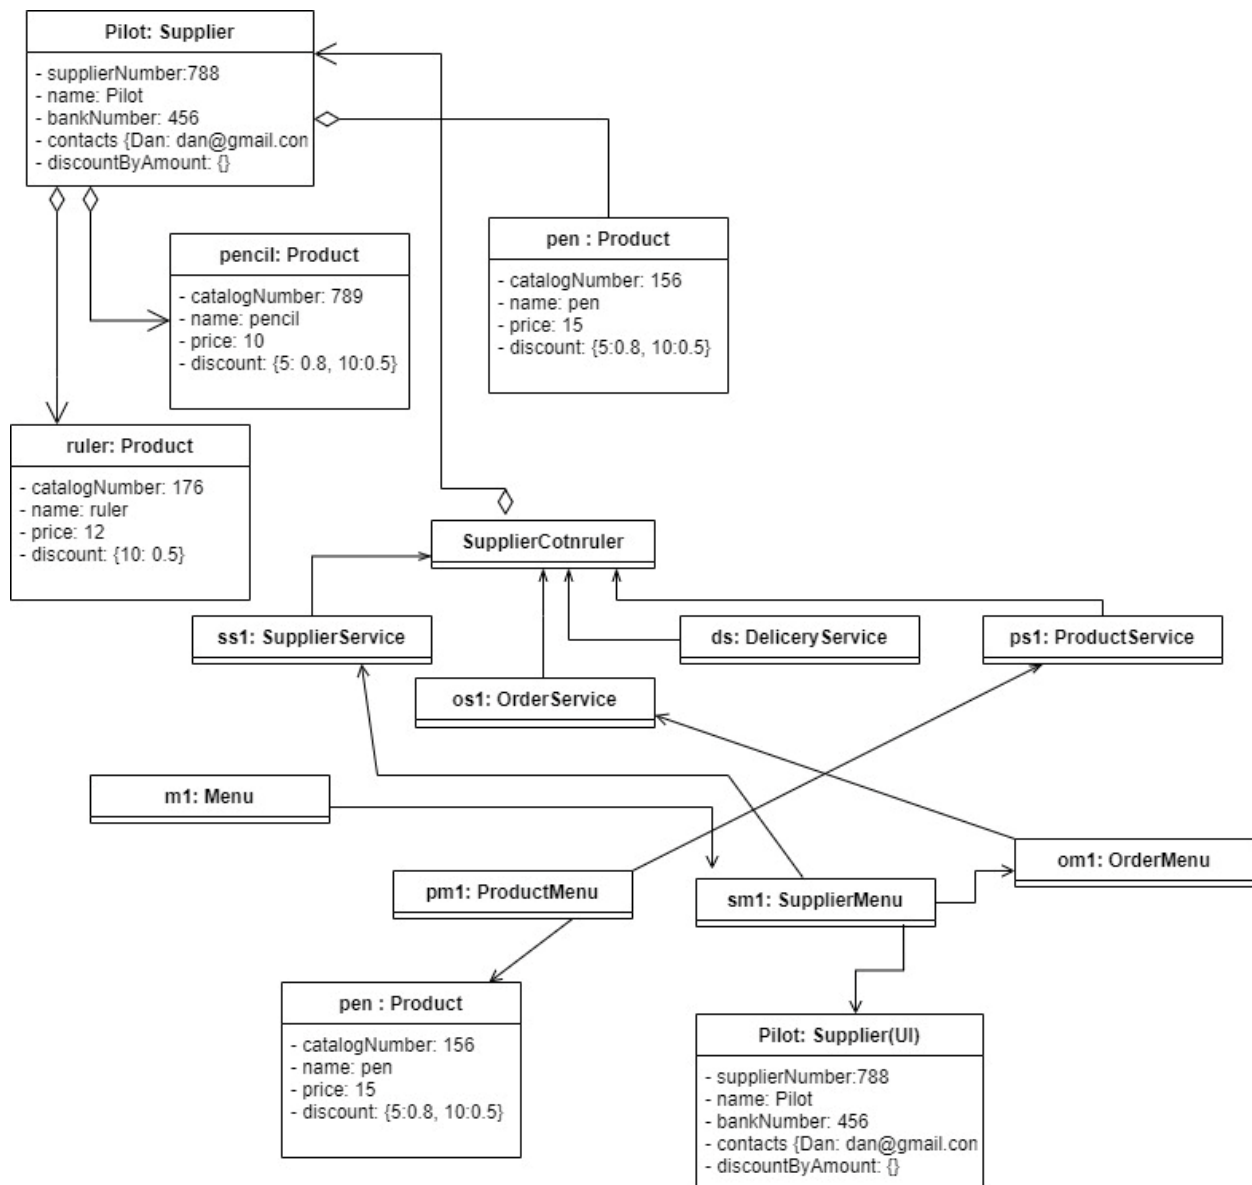 Pilot: Supplier
- supplierNumber:788
- name: Pilot
- bankNumber: 456
- contacts {Dan: dan@gmail.con
- discountByAmount: {}
pencil: Product
- catalogNumber: 789
- name: pencil
- price: 10
- discount: {5: 0.8, 10:0.5}
pen : Product
- catalogNumber: 156
- name: pen
- price: 15
- discount: {5:0.8, 10:0.5}
ruler: Product
- catalogNumber: 176
- name: ruler
- price: 12
- discount: {10: 0.5}
SupplierCotnruler
ss1: SupplierService
ds: DeliceryService
ps1: ProductService
os1: OrderService
m1: Menu
om1: OrderMenu
pm1: ProductMenu
sm1: SupplierMenu
pen : Product
- catalogNumber: 156
- name: pen
- price: 15
- discount: {5:0.8, 10:0.5}
Pilot: Supplier(UI)
- supplierNumber:788
- name: Pilot
- bankNumber: 456
- contacts {Dan: dan@gmail.con
- discountByAmount: {}